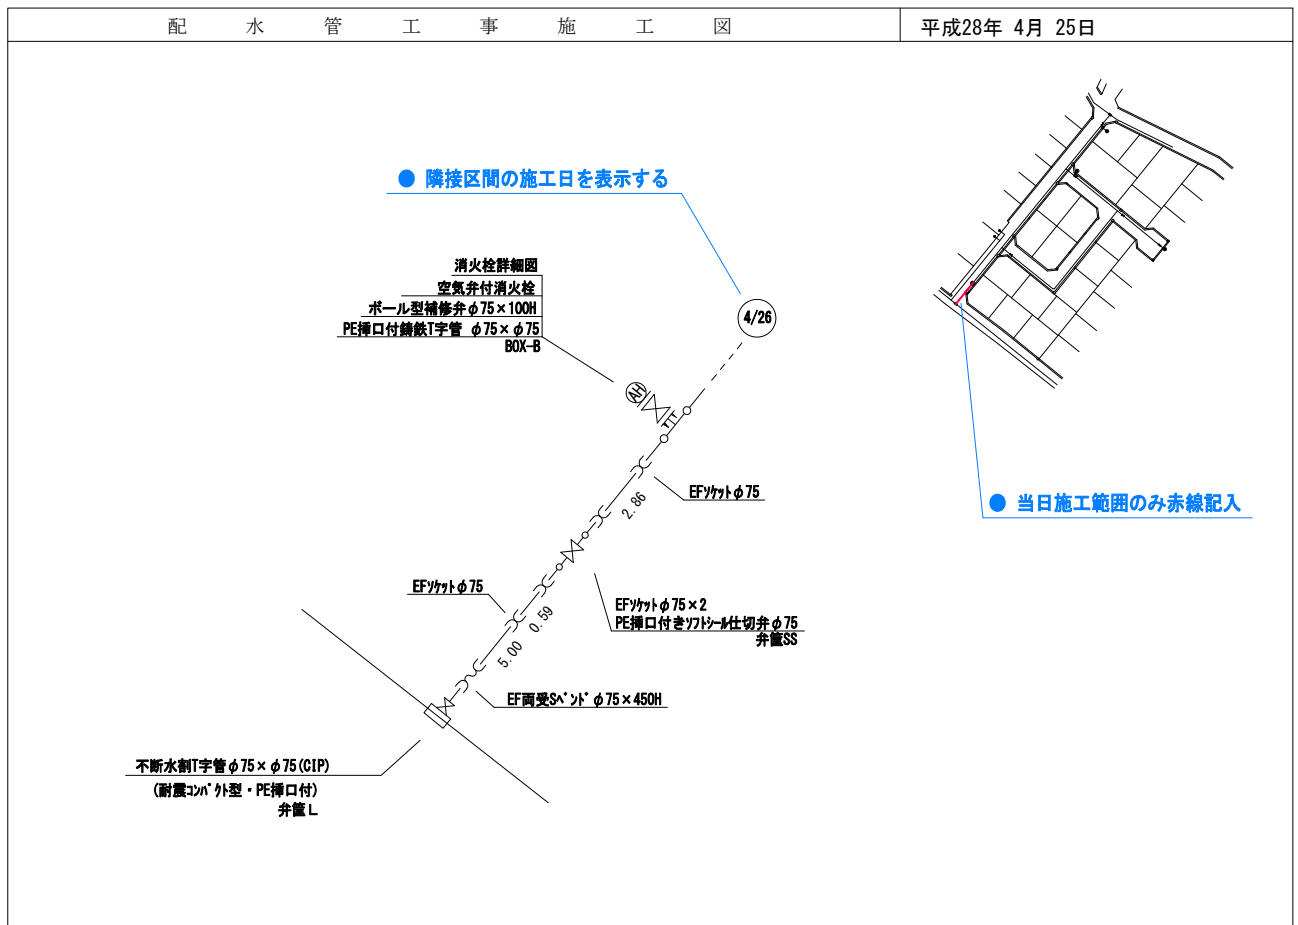 配水管工事施工図
平成28年 4月 25日
● 隣接区間の施工日を表示する
消火栓詳細図
空気弁付消火栓
ボール型補修弁φ75×100H
PE挿口付鋳鉄T字管 φ75×φ75
BOX-B
4/26
AH
EFソケットφ75
2.86
● 当日施工範囲のみ赤線記入
EFソケットφ75
0.59
EFソケットφ75×2
PE挿口付きソフトシール仕切弁φ75
弁筐SS
5.00
EF両受Sベンドφ75×450H
不断水割T字管φ75×φ75(CIP)
(耐震コンパクト型・PE挿口付)
弁筐L